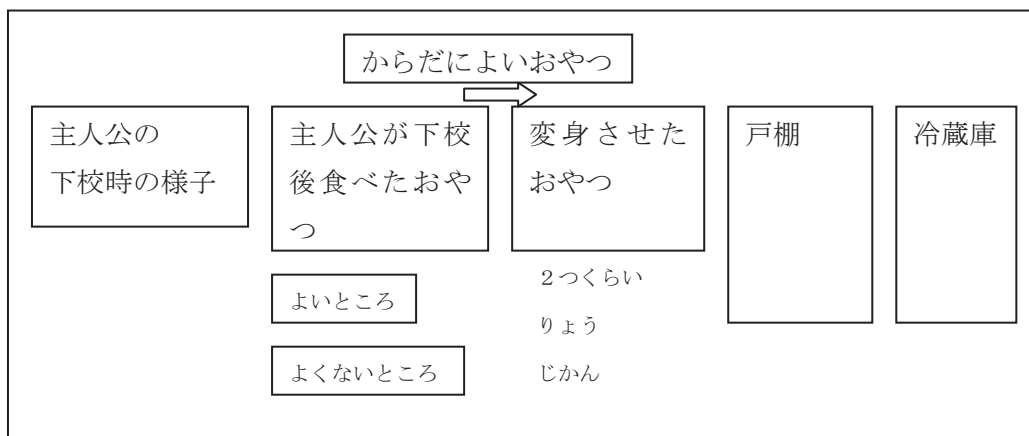 からだによいおやつ
主人公の
下校時の様子
主人公が下校
後食べたおや
つ
よいところ
よくないところ
変身させた
おやつ
２つくらい
りょう
じかん
戸棚
冷蔵庫